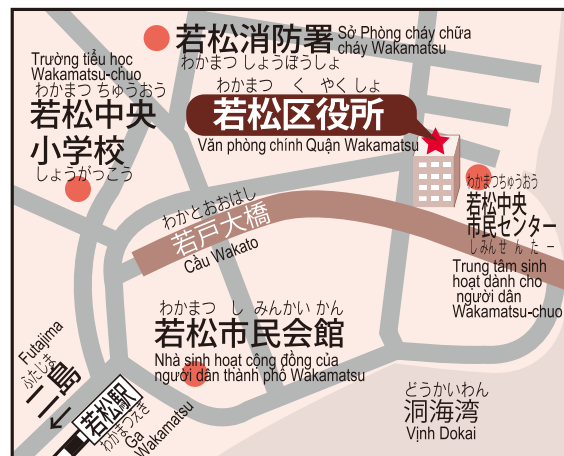 若松消防署
わかまつ しょうぼうしょ
Sở Phòng cháy chữa
cháy Wakamatsu
Trường tiểu học
Wakamatsu-chuo
わかまつ ちゅうおう
若松中央
小学校
しょうがっこう
わかまつ く やくしょ
若松区役所
Văn phòng chính Quận Wakamatsu
わかまつちゅうおう
若松中央
市民センター
しみんせんたー
Trung tâm sinh
hoạt dành cho
người dân
Wakamatsu-chuo
わかとおおはし
若戸大橋
Cầu Wakato
わかまつ し みんかい かん
若松市民会館
Nhà sinh hoạt cộng đồng của
người dân thành phố Wakamatsu
Futajima
ふたじま
二島
若松駅
わかまつえき
Ga
Wakamatsu
どうかいわん
洞海湾
Vịnh Dokai